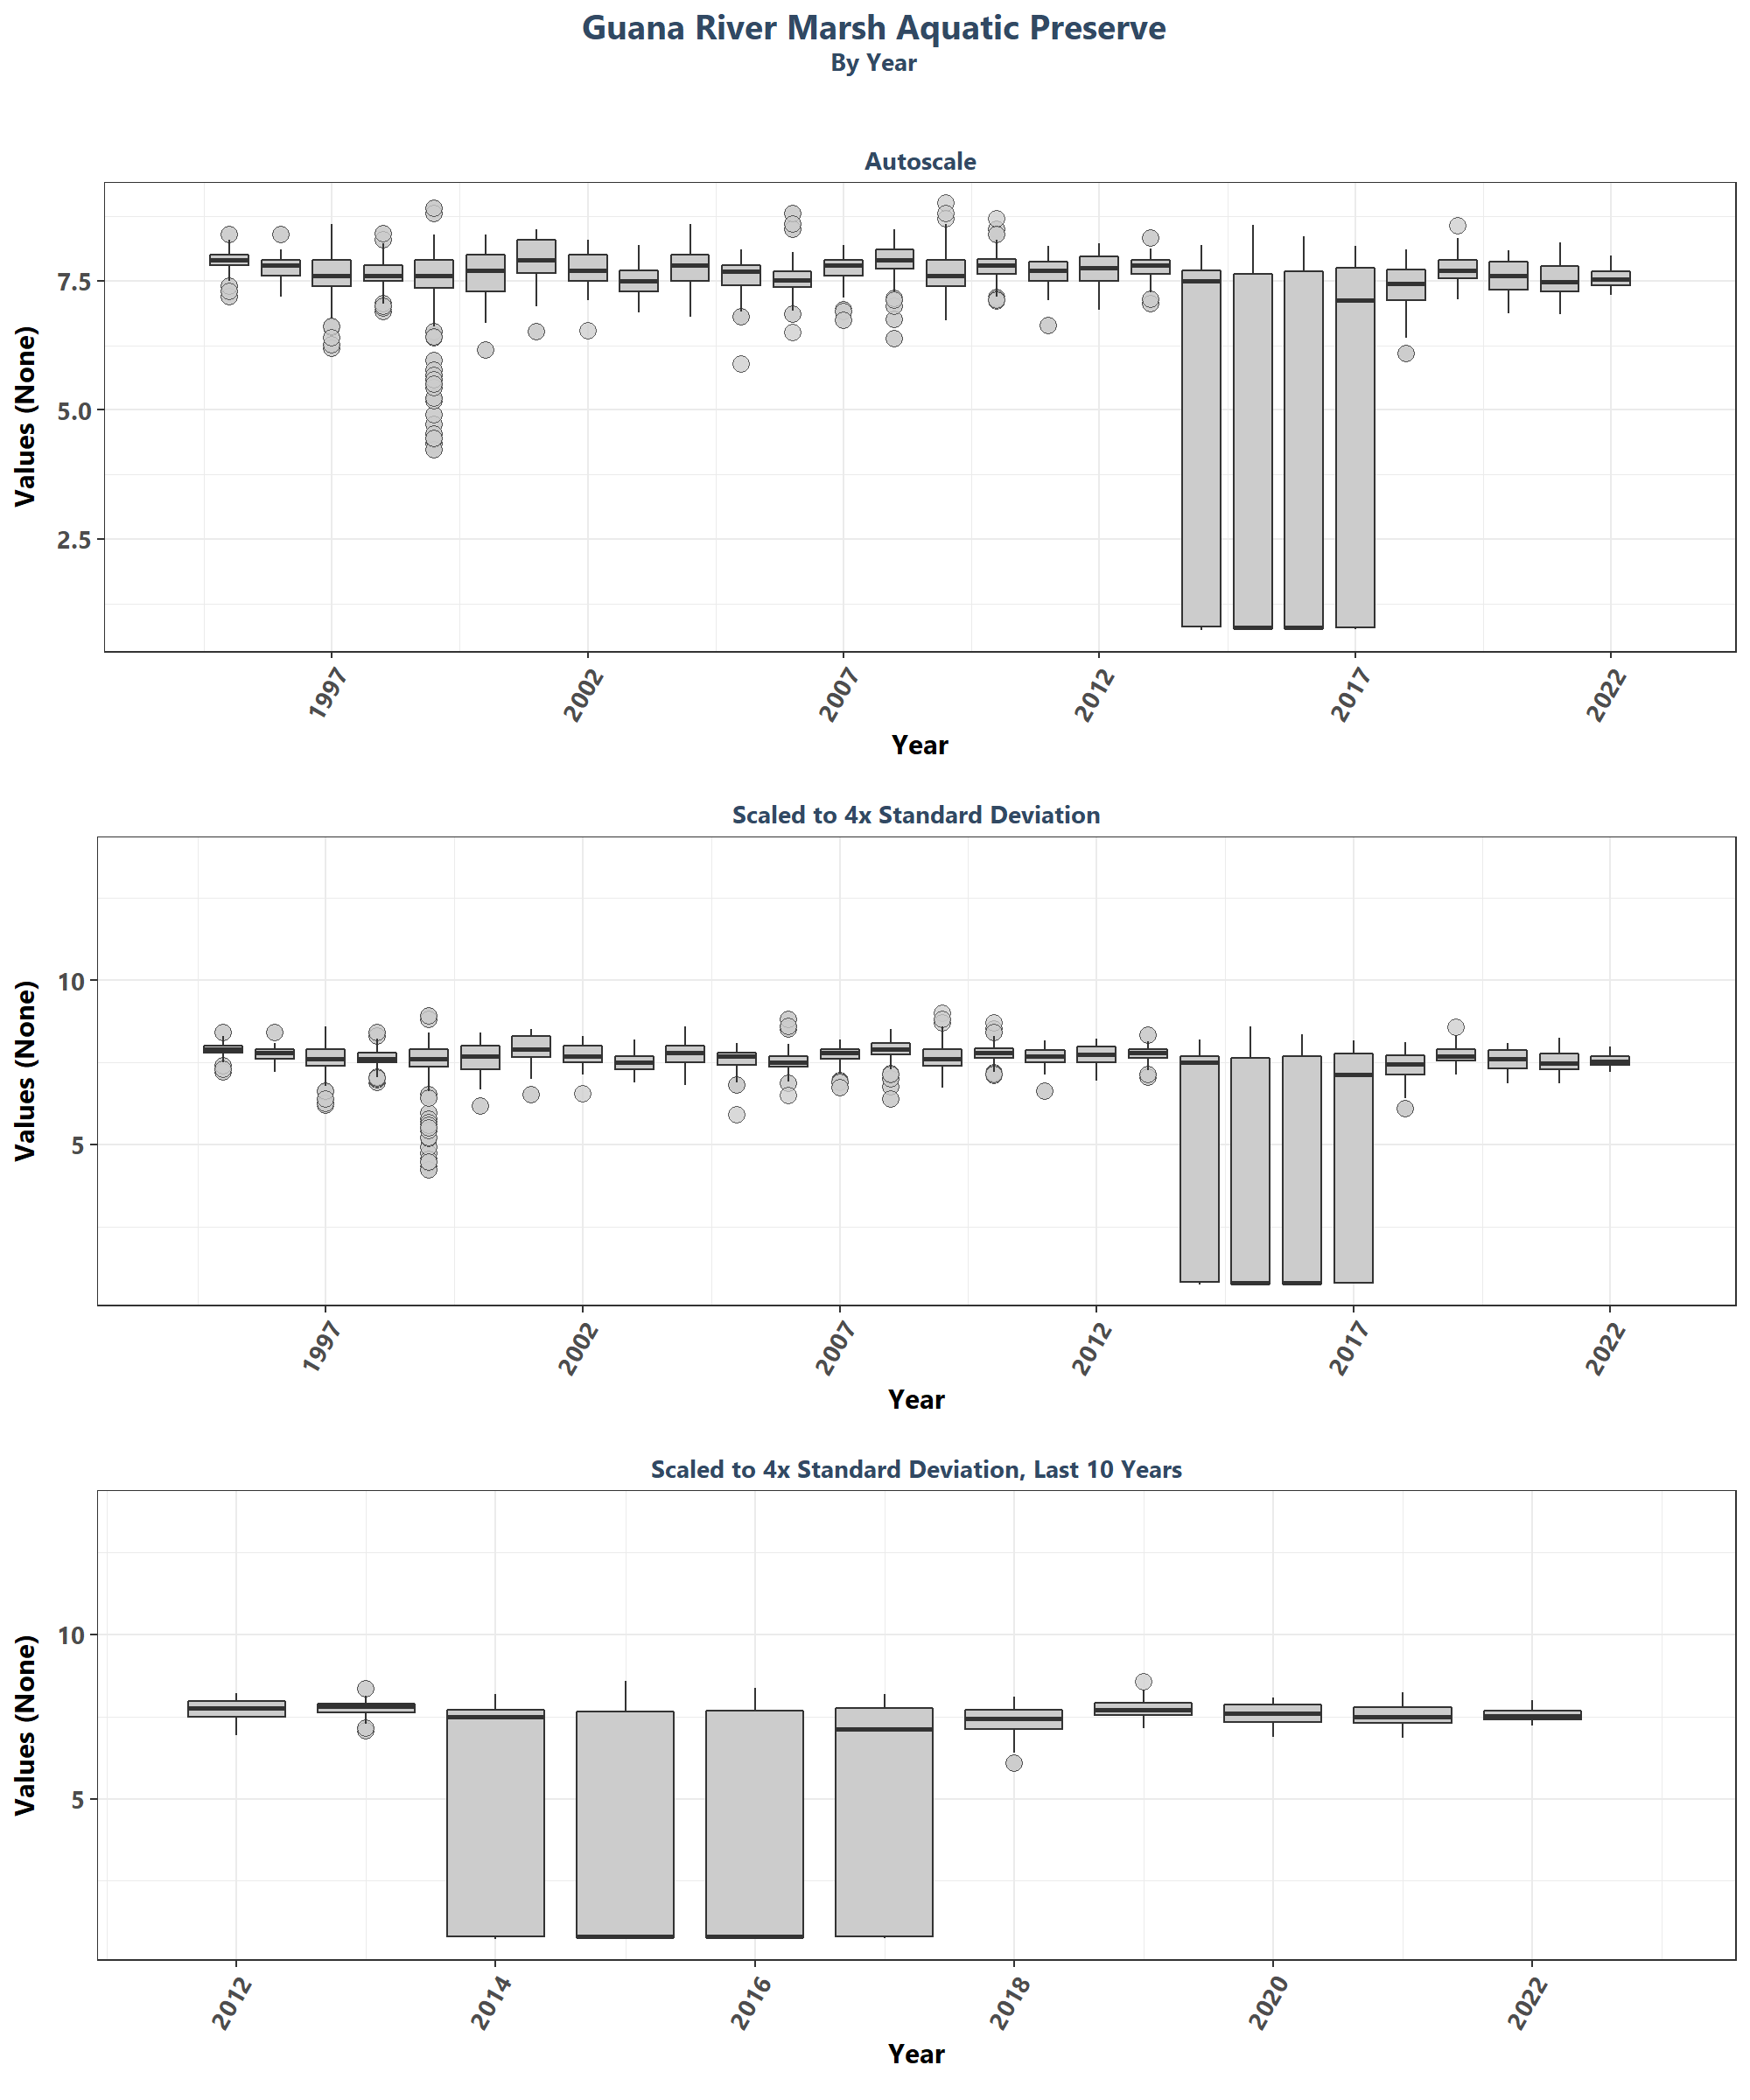 Guana River Marsh Aquatic Preserve
By Year
Autoscale
Values (None)
7.5
5.0
2.5
1997
2002
2007
2012
2017
2022
Year
Scaled to 4x Standard Deviation
Values (None)
10
5
1997
2002
2007
2012
2017
2022
Year
Scaled to 4x Standard Deviation, Last 10 Years
Values (None)
10
5
2012
2014
2016
2018
2020
2022
Year